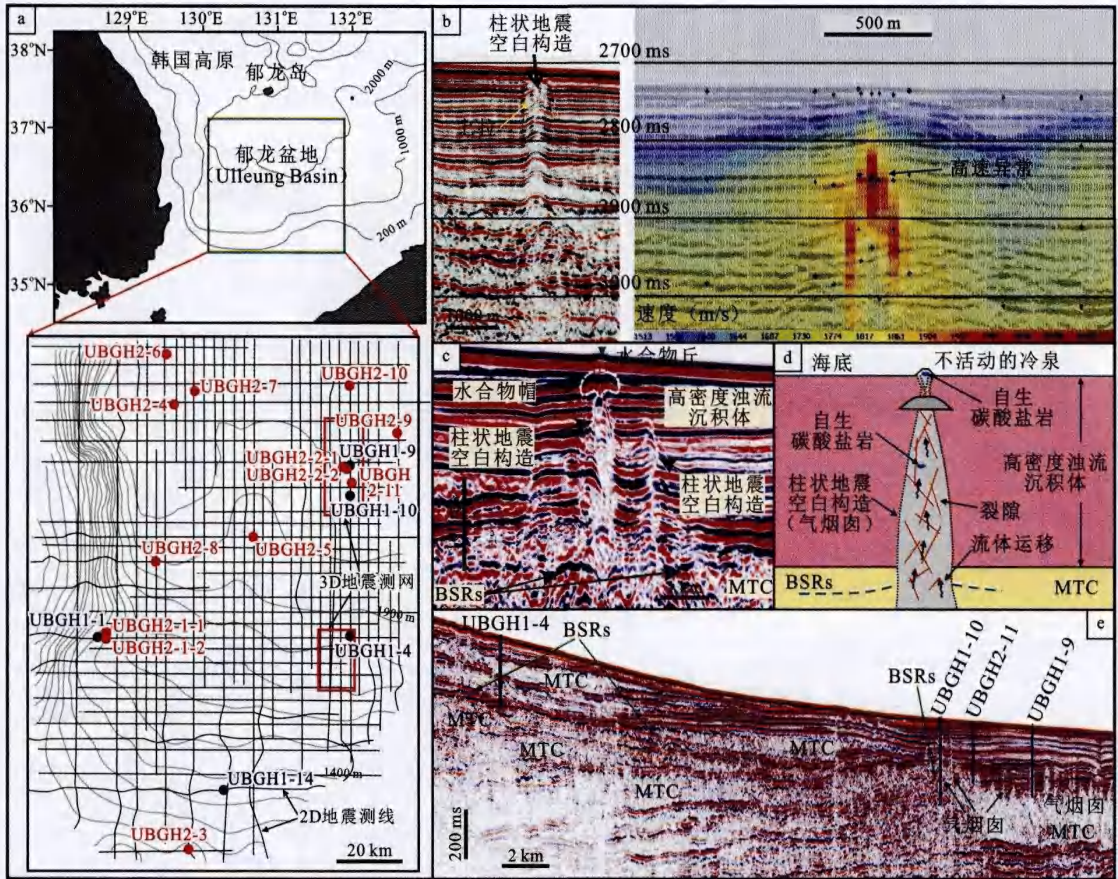 a
129°E
130°E
131°E
132°E
38°N
37°N
36°N
35°N
韩国高原
郁龙岛
2000 m
1000 m
郁龙盆地
(Ulleung Basin)
200 m
UBGH2-6
UBGH2-7
UBGH2-10
UBGH2-4
UBGH2-9
UBGH1-9
UBGH2-2-1
UBGH2-2-2
UBGH
2-11
UBGH1-10
UBGH2-5
UBGH2-8
3D地震测网
UBGH1-1
UBGH2-1-1
UBGH2-1-2
UBGH1-4
1400 m
UBGH1-14
2D地震测线
UBGH2-3
20 km
b
柱状地震
空白构造
500 m
2700 ms
2800 ms
高速异常
速度（m/s）
1687
1730
1774
1817
1861
c
水合物丘
水合物帽
高密度浊流
沉积体
柱状地震
空白构造
柱状地震
空白构造
BSRs
MTC
d
海底
不活动的冷泉
自生
碳酸盐岩
自生
碳酸盐岩
高密度浊流
沉积体
柱状地震
空白构造
（气烟囱）
裂隙
流体运移
BSRs
MTC
e
UBGH1-4
BSRs
MTC
MTC
MTC
MTC
MTC
BSRs
UBGH1-10
UBGH2-11
UBGH1-9
气烟囱
气烟囱
MTC
200 ms
2 km